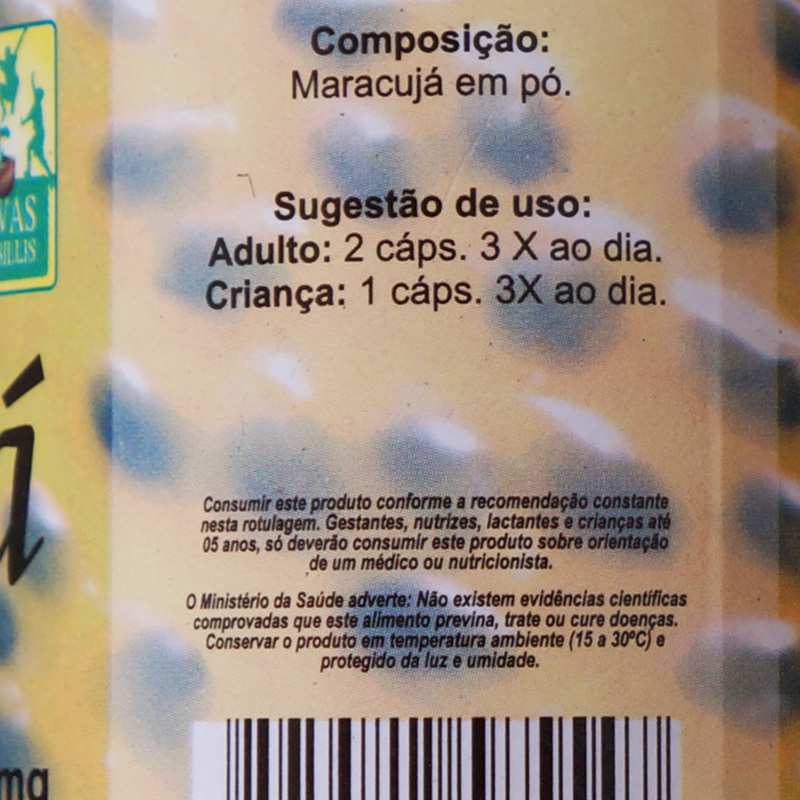 Composição:
Maracujá em pó.
Sugestão de uso:
Adulto: 2 cáps. 3 X ao dia.
Criança: 1 cáps. 3X ao dia.
Consumir este produto conforme a recomendação constante
nesta rotulagem. Gestantes, nutrizes, lactantes e crianças até
05 anos, só deverão consumir este produto sobre orientação
de um médico ou nutricionista.
O Ministério da Saúde adverte: Não existem evidências científicas
comprovadas que este alimento previna, trate ou cure doenças.
Conservar o produto em temperatura ambiente (15 a 30ºC) e
protegido da luz e umidade.
VAS
SILLIS
á
mg